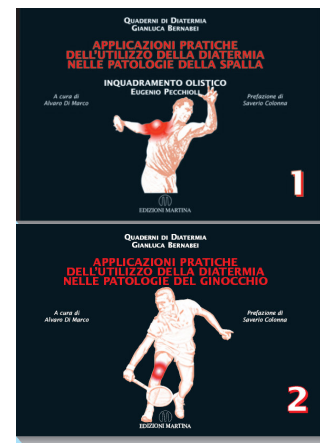 QUADERNI DI DIATERMIA
GIANLUCA BERNABEI
APPLICAZIONI PRATICHE
DELL'UTILIZZO DELLA DIATERMIA
NELLE PATOLOGIE DELLA SPALLA
INQUADRAMENTO OLISTICO
EUGENIO PECCHIOLI
A cura di
Alvaro Di Marco
Prefazione di
Saverio Colonna
1
EDIZIONI MARTINA
QUADERNI DI DIATERMIA
GIANLUCA BERNABEI
APPLICAZIONI PRATICHE
DELL'UTILIZZO DELLA DIATERMIA
NELLE PATOLOGIE DEL GINOCCHIO
A cura di
Alvaro Di Marco
Prefazione di
Saverio Colonna
2
EDIZIONI MARTINA